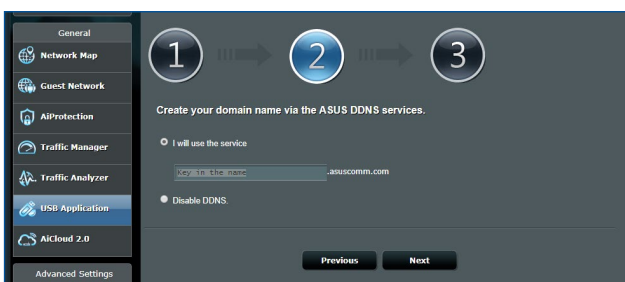 General
Network Map
Guest Network
AiProtection
Traffic Manager
Traffic Analyzer
USB Application
AiCloud 2.0
Advanced Settings
1
2
3
Create your domain name via the ASUS DDNS services.
I will use the service
Key in the name .asuscomm.com
Disable DDNS.
Previous Next